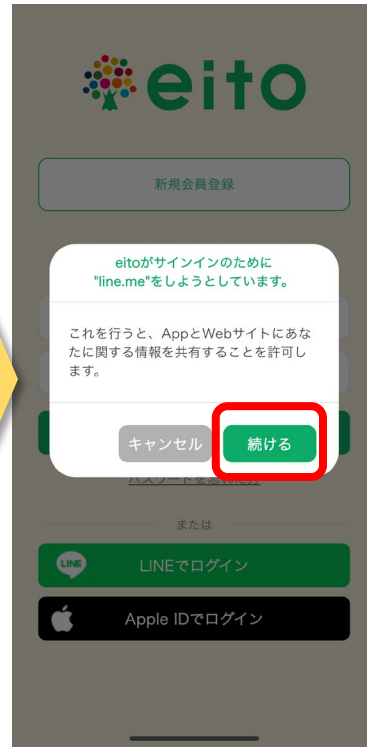 eito
新規会員登録
eitoがサインインのために
"line.me"をしようとしています。
これを行うと、AppとWebサイトにあな
たに関する情報を共有することを許可し
ます。
キャンセル
続ける
または
LINE
LINEでログイン
Apple IDでログイン